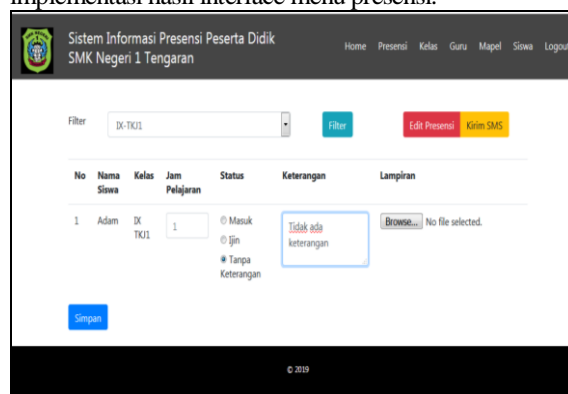 implementasi hasil interface menu presensi.
Sistem Informasi Presensi Peserta Didik
SMK Negeri 1 Tengaran
Home Presensi Kelas Guru Mapel Siswa Logout
Filter IX-TKJ1 Filter Edit Presensi Kirim SMS
No Nama Siswa Kelas Jam Pelajaran Status Keterangan Lampiran
1 Adam IX TKJ1 1
Masuk
Ijin
Tanpa Keterangan
Tidak ada
keterangan
Browse... No file selected.
Simpan
© 2019